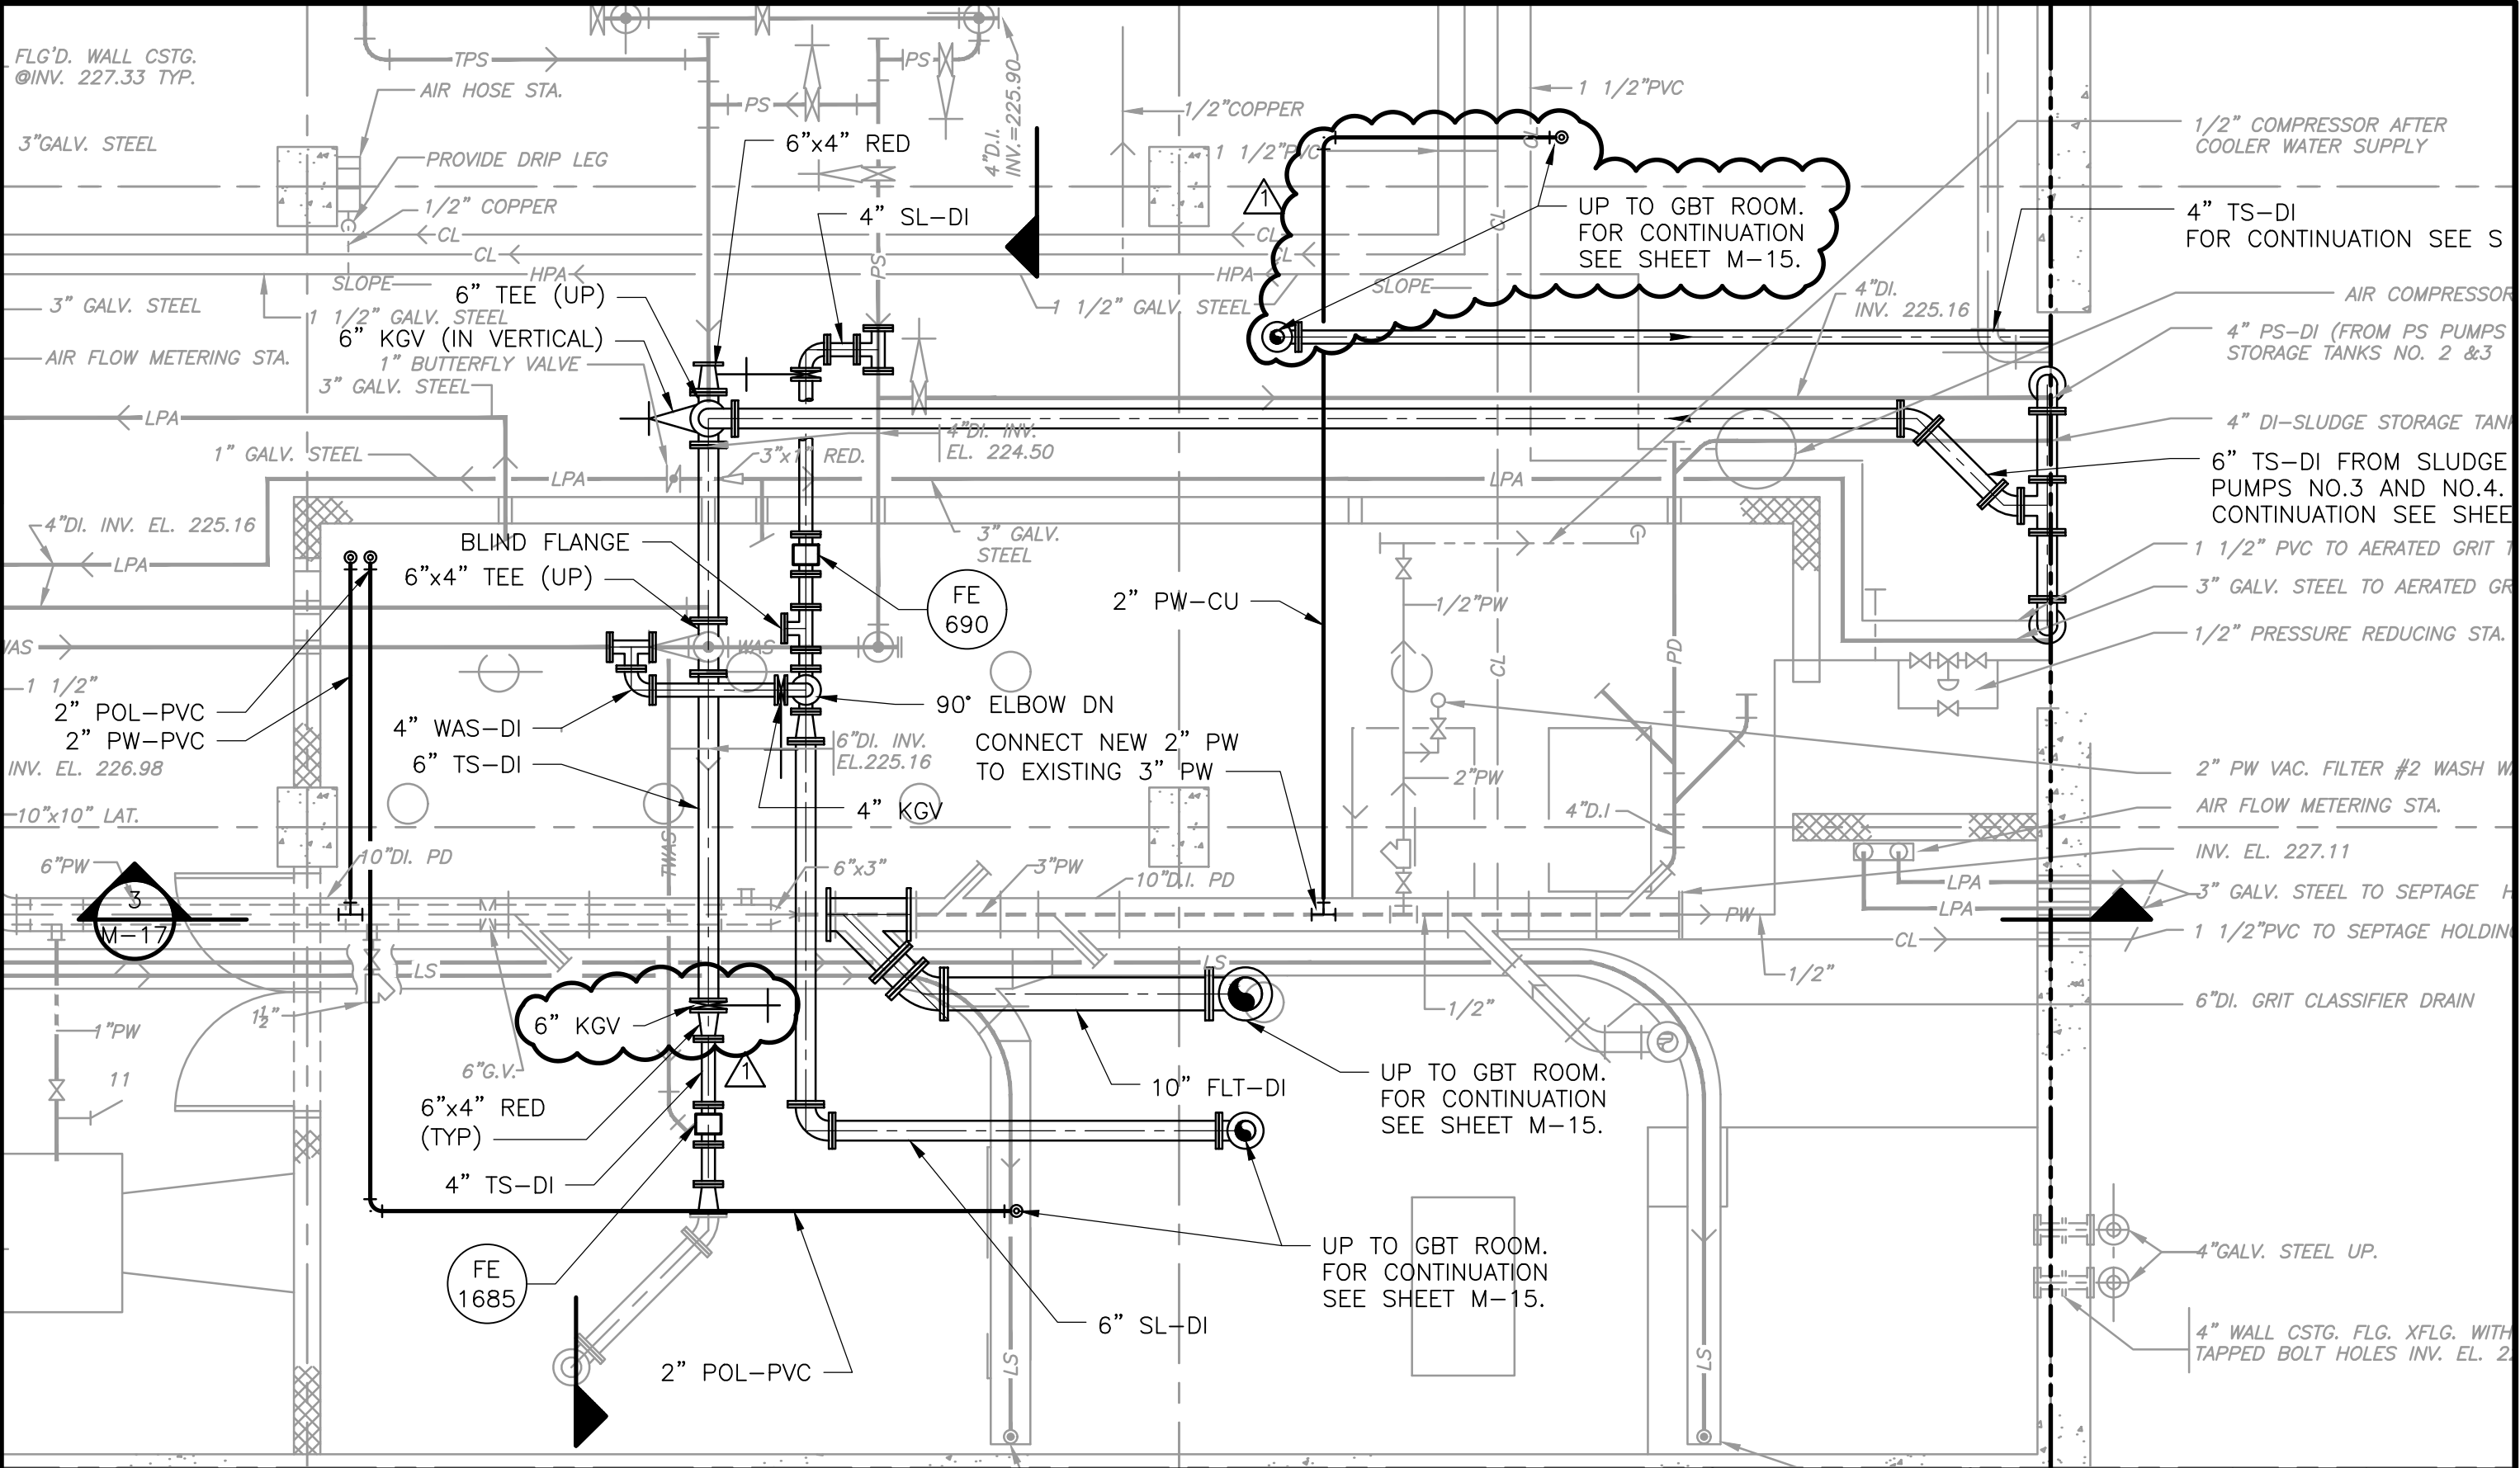 FLG'D. WALL CSTG.
@INV. 227.33 TYP.
TPS
PS
AIR HOSE STA.
PS
4"D.I.
INV.=225.90
1/2"COPPER
1 1/2"PVC
CL
1/2" COMPRESSOR AFTER
COOLER WATER SUPPLY
3"GALV. STEEL
PROVIDE DRIP LEG
6"x4" RED
1 1/2"PVC
1
1/2" COPPER
4" SL-DI
UP TO GBT ROOM.
FOR CONTINUATION
SEE SHEET M-15.
4" TS-DI
FOR CONTINUATION SEE S
CL
CL
CL
CL
CL
HPA
HPA
PS
SLOPE
SLOPE
3" GALV. STEEL
1 1/2" GALV. STEEL
6" TEE (UP)
1 1/2" GALV. STEEL
4"DI.
INV. 225.16
AIR COMPRESSOR
6" KGV (IN VERTICAL)
AIR FLOW METERING STA.
1" BUTTERFLY VALVE
3" GALV. STEEL
4" PS-DI (FROM PS PUMPS
STORAGE TANKS NO. 2 &3
LPA
4"DI. INV.
EL. 224.50
4" DI-SLUDGE STORAGE TANK
1" GALV. STEEL
3"x1" RED.
LPA
LPA
6" TS-DI FROM SLUDGE
PUMPS NO.3 AND NO.4.
CONTINUATION SEE SHEE
4"DI. INV. EL. 225.16
BLIND FLANGE
3" GALV.
STEEL
LPA
6"x4" TEE (UP)
1 1/2" PVC TO AERATED GRIT T
3" GALV. STEEL TO AERATED GR
FE
690
2" PW-CU
1/2"PW
WAS
WAS
1/2" PRESSURE REDUCING STA.
CL
PD
1 1/2"
2" POL-PVC
2" PW-PVC
4" WAS-DI
90° ELBOW DN
6" TS-DI
6"DI. INV.
EL.225.16
CONNECT NEW 2" PW
TO EXISTING 3" PW
INV. EL. 226.98
2"PW
2" PW VAC. FILTER #2 WASH WA
10"x10" LAT.
4" KGV
4"D.I
AIR FLOW METERING STA.
TWAS
6"PW
10"DI. PD
6"x3"
3"PW
10"D.I. PD
INV. EL. 227.11
LPA
LPA
3" GALV. STEEL TO SEPTAGE H
3
M-17
PW
CL
1 1/2"PVC TO SEPTAGE HOLDING
LS
LS
1/2"
1½"
6" KGV
1/2"
6"DI. GRIT CLASSIFIER DRAIN
1"PW
11
6"G.V.
1
10" FLT-DI
UP TO GBT ROOM.
FOR CONTINUATION
SEE SHEET M-15.
6"x4" RED
(TYP)
4" TS-DI
FE
1685
UP TO GBT ROOM.
FOR CONTINUATION
SEE SHEET M-15.
4"GALV. STEEL UP.
6" SL-DI
2" POL-PVC
LS
LS
4" WALL CSTG. FLG. XFLG. WITH
TAPPED BOLT HOLES INV. EL. 22